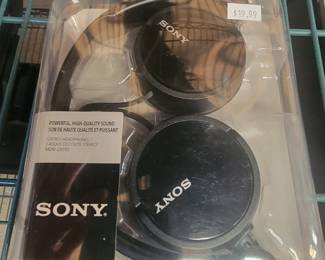 $19.99
SONY
POWERFUL, HIGH-QUALITY SOUND
SON DE HAUTE QUALITÉ ET PUISSANT
SONY
SONY